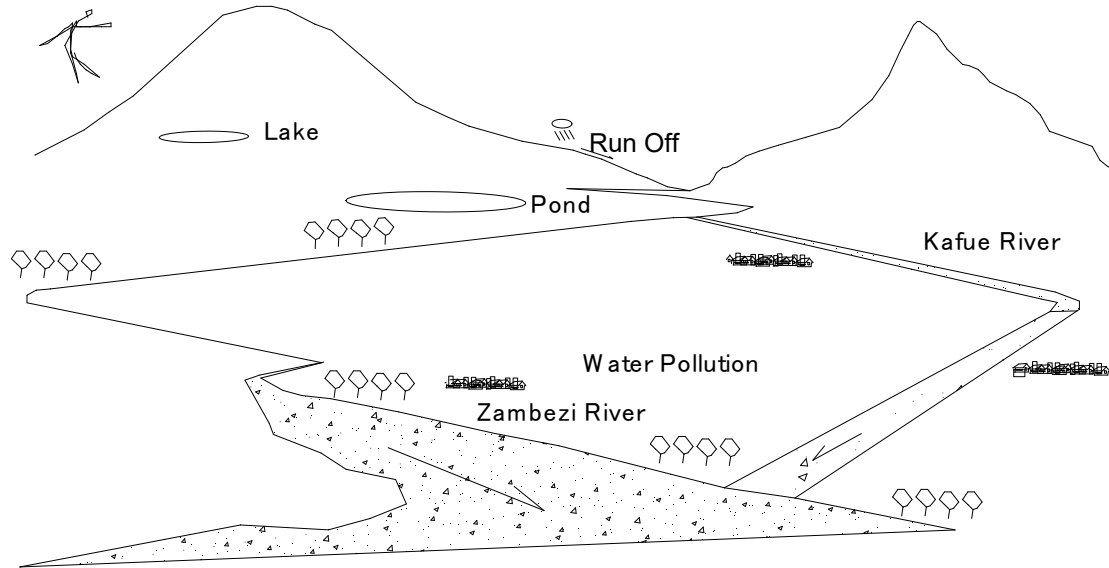 Lake
Run Off
Pond
Kafue River
Water Pollution
Zambezi River